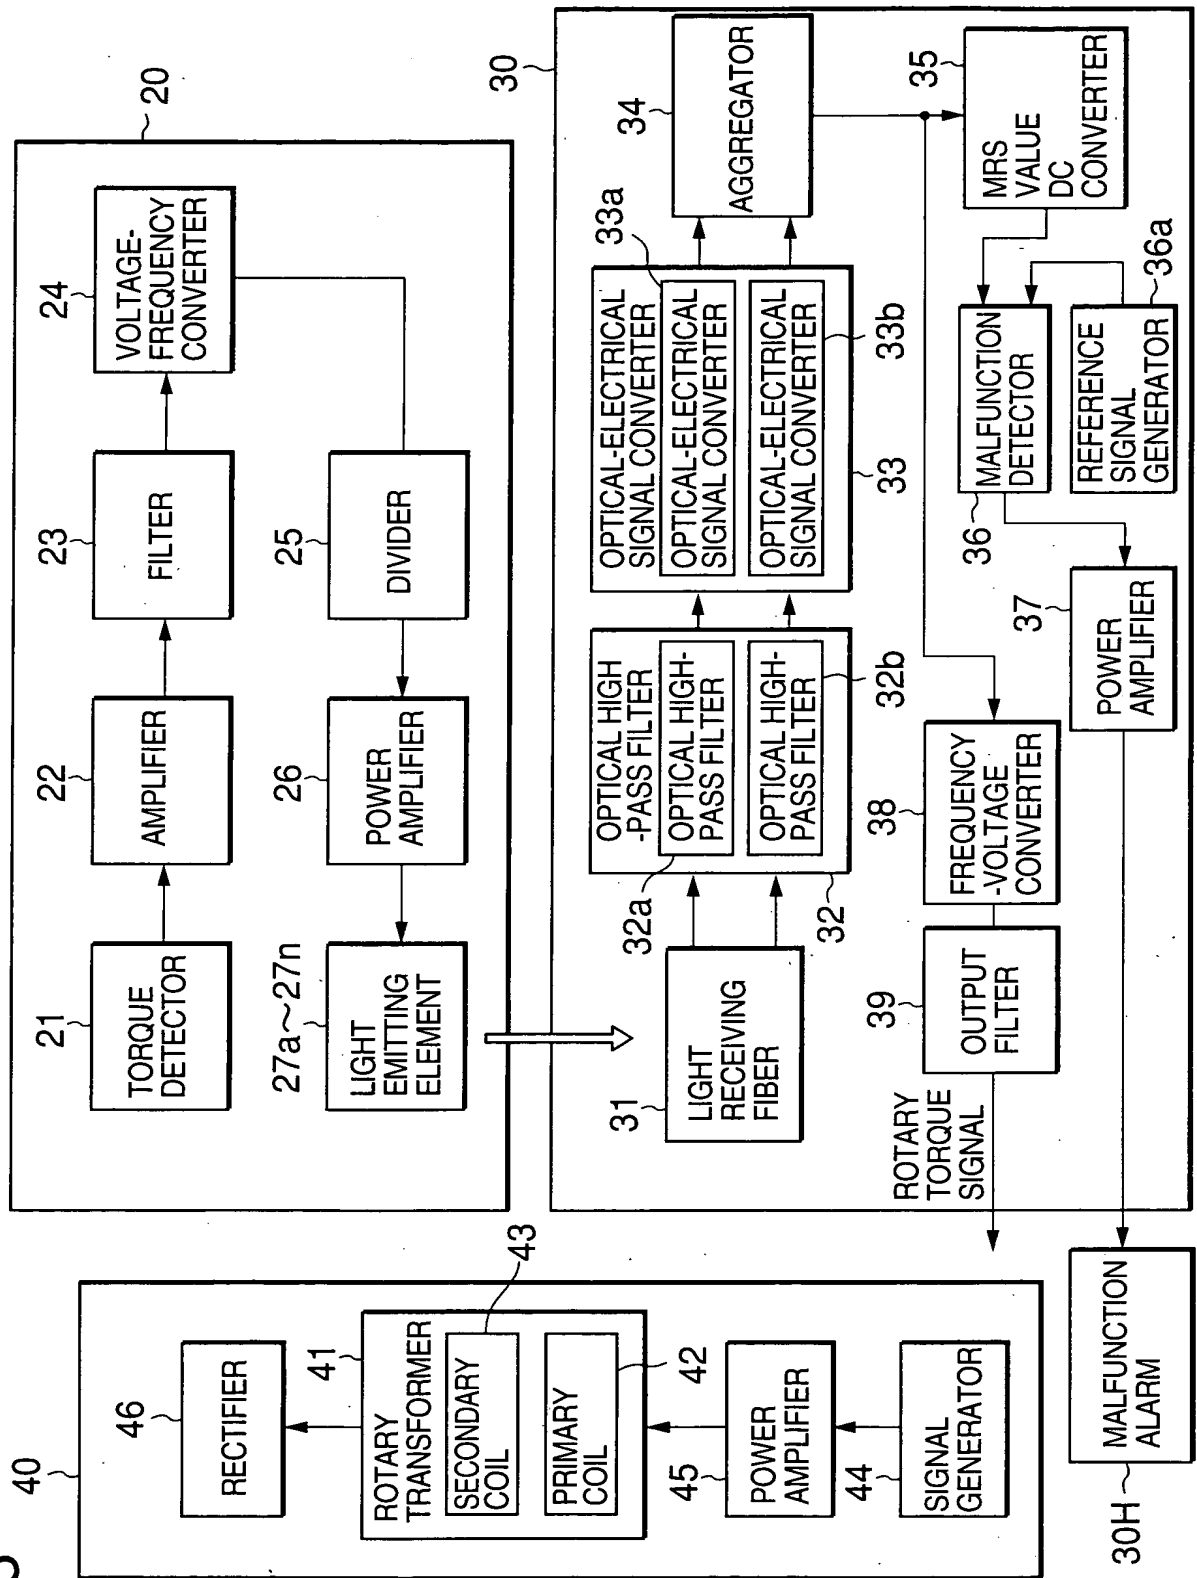 20
21
TORQUE
DETECTOR
22
AMPLIFIER
23
FILTER
24
VOLTAGE-
FREQUENCY
CONVERTER
25
DIVIDER
26
POWER
AMPLIFIER
27a~27n
LIGHT
EMITTING
ELEMENT
30
31
LIGHT
RECEIVING
FIBER
32
OPTICAL HIGH
-PASS FILTER
32a
OPTICAL HIGH-
PASS FILTER
32b
OPTICAL HIGH-
PASS FILTER
33
OPTICAL-ELECTRICAL
SIGNAL CONVERTER
33a
OPTICAL-ELECTRICAL
SIGNAL CONVERTER
33b
OPTICAL-ELECTRICAL
SIGNAL CONVERTER
34
AGGREGATOR
35
MRS
VALUE
DC
CONVERTER
36
MALFUNCTION
DETECTOR
36a
REFERENCE
SIGNAL
GENERATOR
37
POWER
AMPLIFIER
38
FREQUENCY
-VOLTAGE
CONVERTER
39
OUTPUT
FILTER
ROTARY
TORQUE
SIGNAL
30H
MALFUNCTION
ALARM
40
46
RECTIFIER
41
ROTARY
TRANSFORMER
43
SECONDARY
COIL
42
PRIMARY
COIL
45
POWER
AMPLIFIER
44
SIGNAL
GENERATOR